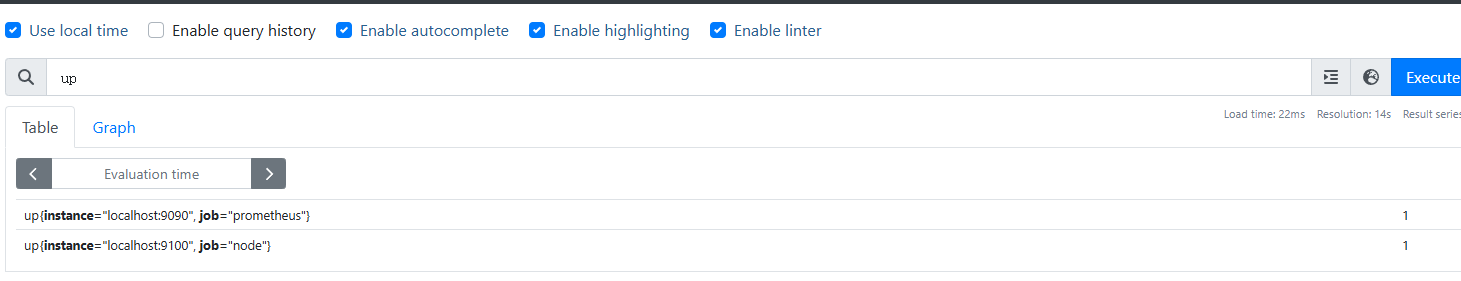 Use local time Enable query history Enable autocomplete Enable highlighting Enable linter
up Execute
Table Graph Load time: 22ms Resolution: 14s Result series
Evaluation time
up{instance="localhost:9090", job="prometheus"} 1
up{instance="localhost:9100", job="node"} 1